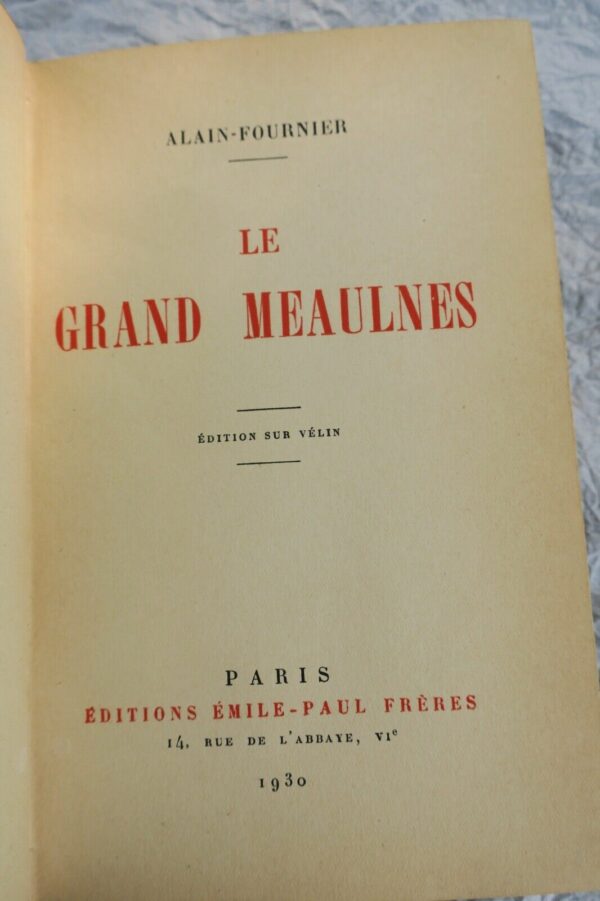 ALAIN-FOURNIER
LE
GRAND MEAULNES
ÉDITION SUR VÉLIN
PARIS
ÉDITIONS ÉMILE-PAUL FRÈRES
14, RUE DE L'ABBAYE, VIe
1930